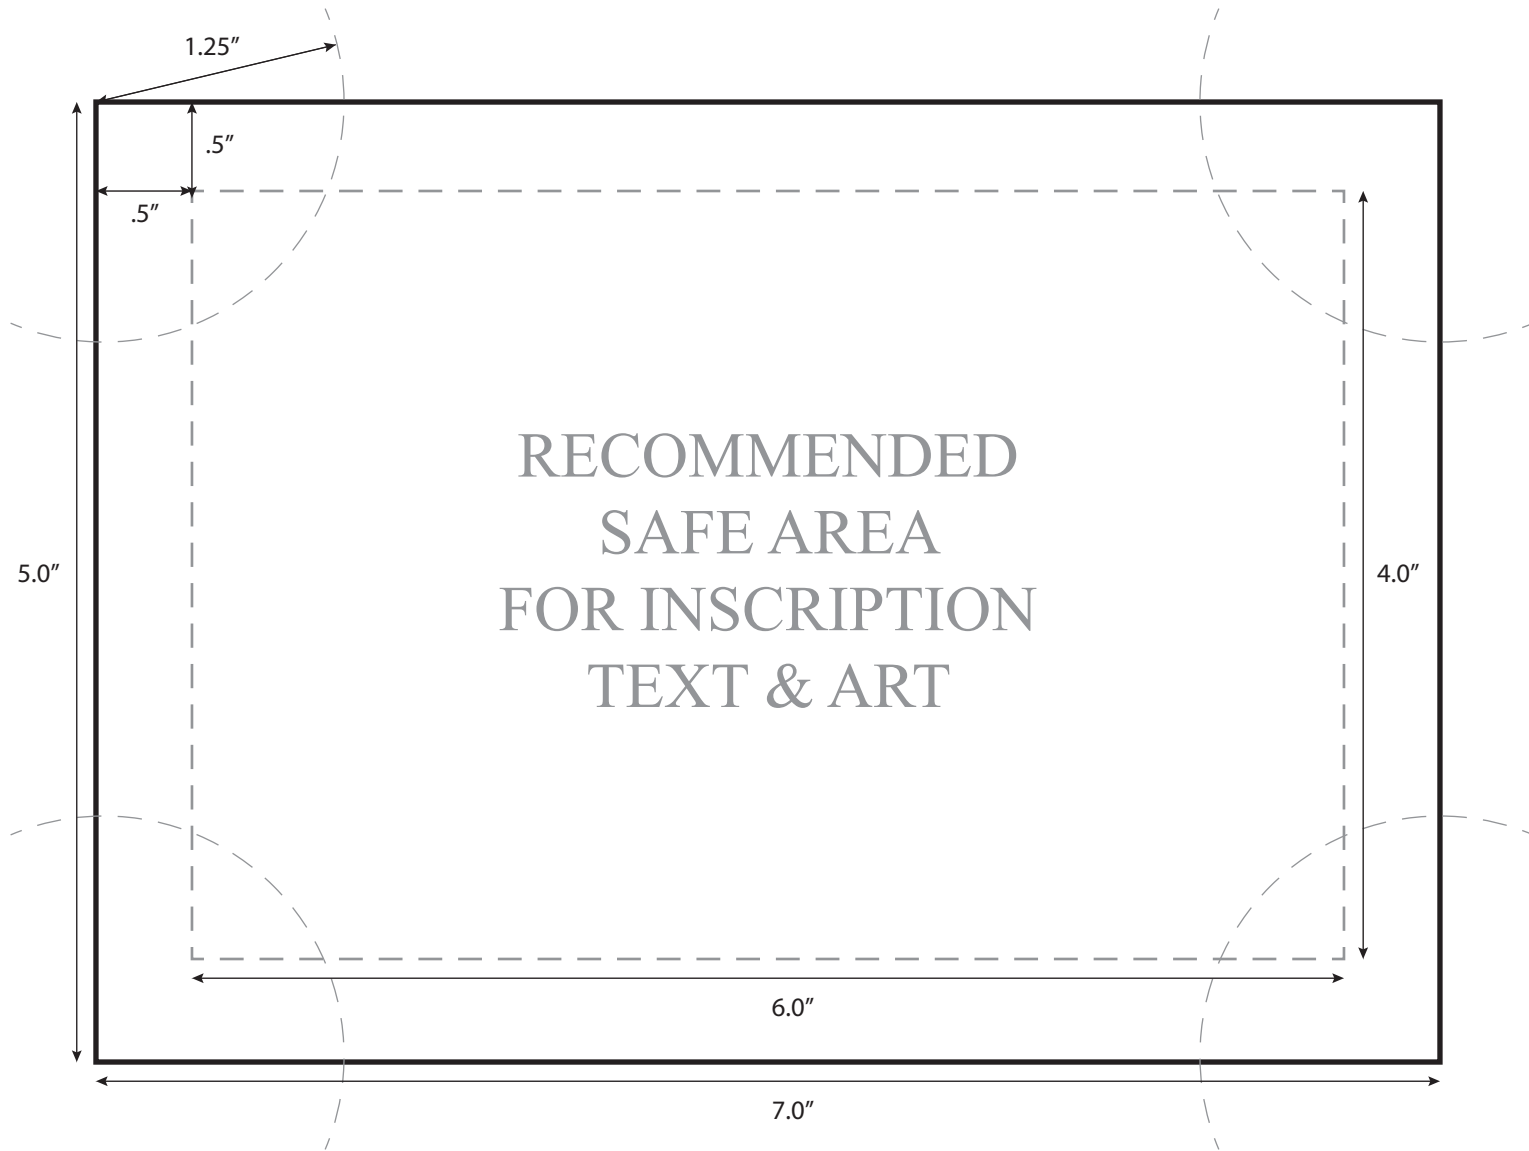 1.25”
.5”
.5”
RECOMMENDED
SAFE AREA
FOR INSCRIPTION
TEXT & ART
5.0”
4.0”
6.0”
7.0”